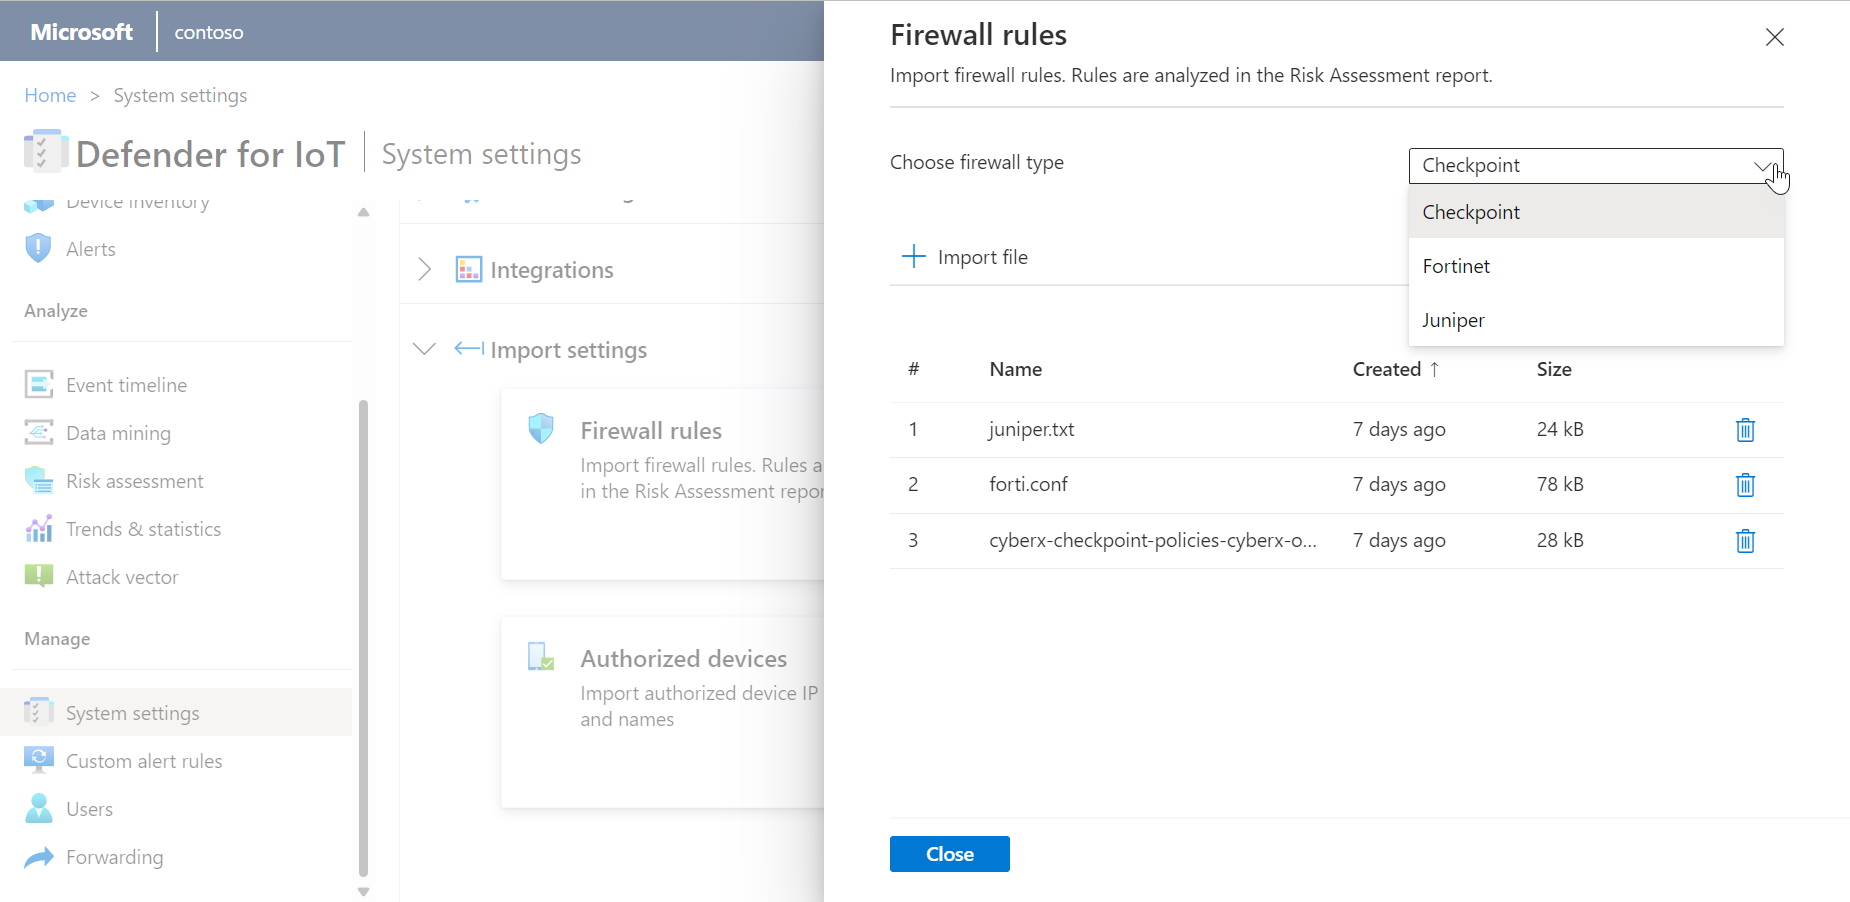 Microsoft
contoso
Home > System settings
Defender for IoT
System settings
Device inventory
Alerts
Analyze
Event timeline
Data mining
Risk assessment
Trends & statistics
Attack vector
Manage
System settings
Custom alert rules
Users
Forwarding
Integrations
Import settings
Firewall rules
Import firewall rules. Rules a
in the Risk Assessment repor
Authorized devices
Import authorized device IP
and names
Firewall rules
Import firewall rules. Rules are analyzed in the Risk Assessment report.
Choose firewall type
Checkpoint
Checkpoint
Fortinet
Juniper
Import file
# Name Created ↑ Size
1 juniper.txt 7 days ago 24 kB
2 forti.conf 7 days ago 78 kB
3 cyberx-checkpoint-policies-cyberx-o... 7 days ago 28 kB
Close